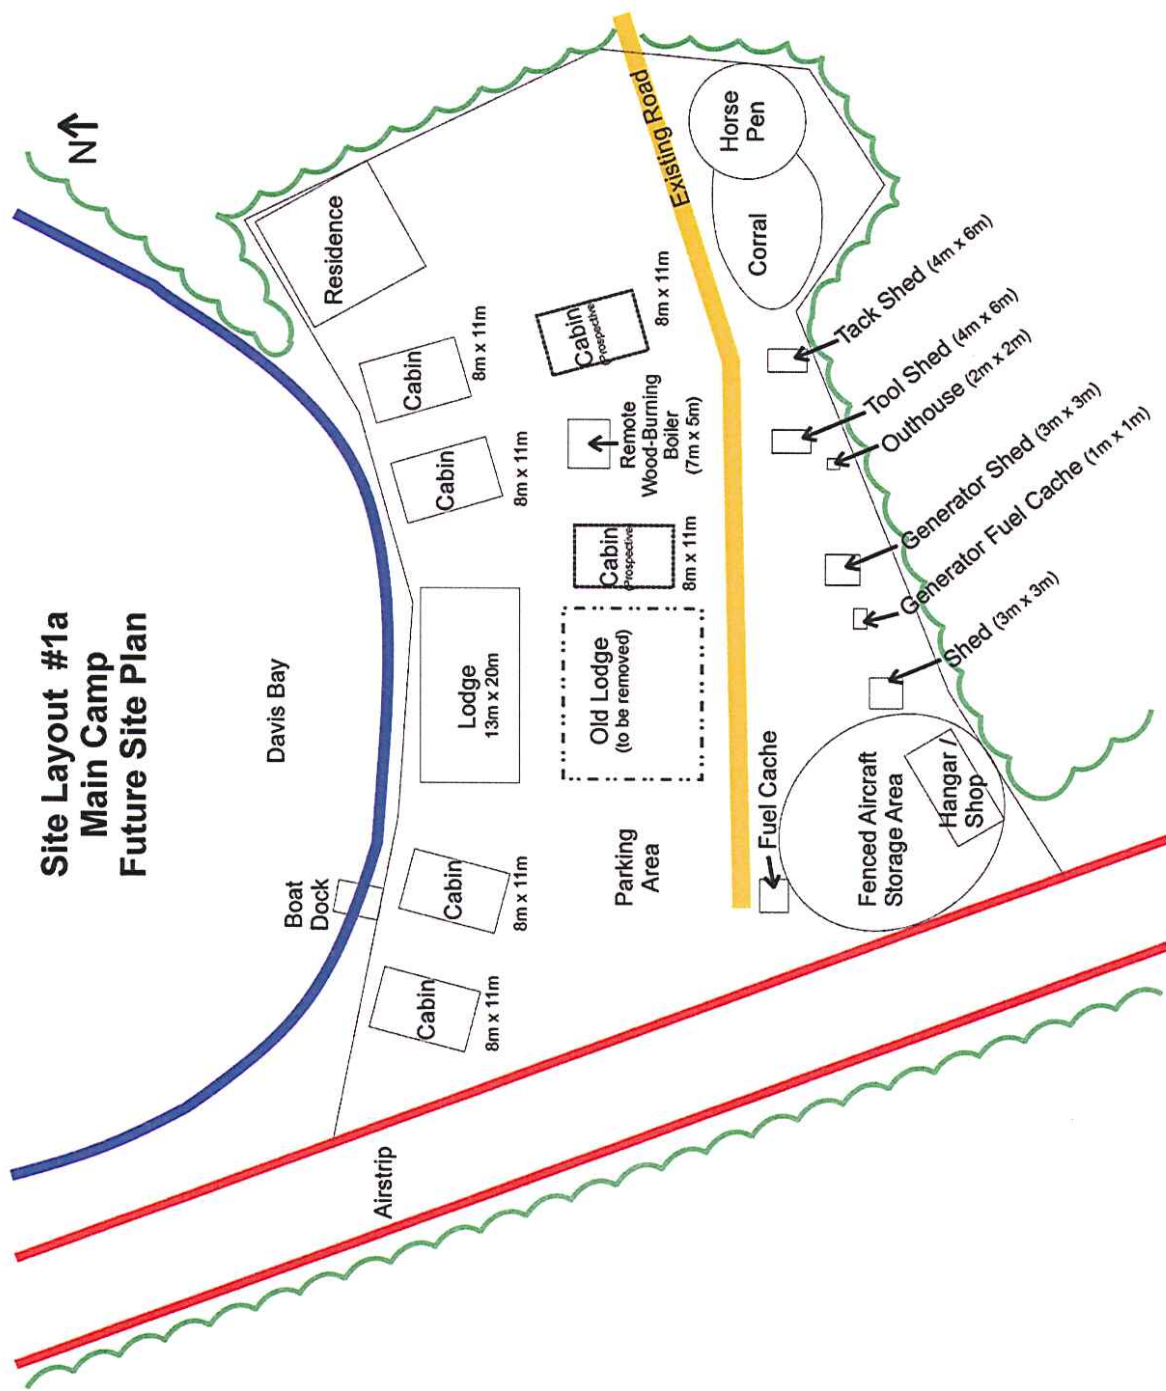 Site Layout #1a
Main Camp
Future Site Plan
N
Davis Bay
Boat
Dock
Residence
Cabin
8m x 11m
Cabin
8m x 11m
Lodge
13m x 20m
Cabin
8m x 11m
Cabin
8m x 11m
Airstrip
Cabin
(Prospective)
8m x 11m
Remote
Wood-Burning
Boiler
(7m x 5m)
Cabin
(Prospective)
8m x 11m
Old Lodge
(to be removed)
Parking
Area
Existing Road
Horse
Pen
Corral
Fuel Cache
Fenced Aircraft
Storage Area
Hangar /
Shop
Tack Shed (4m x 6m)
Tool Shed (4m x 6m)
Outhouse (2m x 2m)
Generator Shed (3m x 3m)
Generator Fuel Cache (1m x 1m)
Shed (3m x 3m)